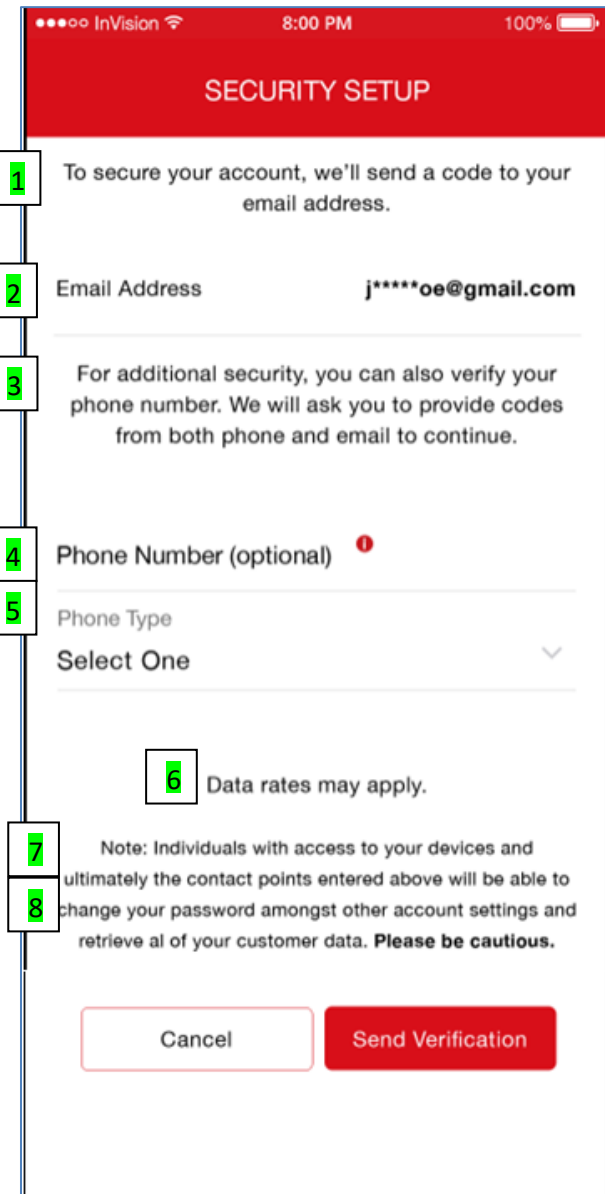 ●●●○○ InVision 8:00 PM 100%
SECURITY SETUP
1 To secure your account, we'll send a code to your
email address.
2 Email Address j*****oe@gmail.com
3 For additional security, you can also verify your
phone number. We will ask you to provide codes
from both phone and email to continue.
4 Phone Number (optional)
5 Phone Type
Select One
6 Data rates may apply.
7 Note: Individuals with access to your devices and
ultimately the contact points entered above will be able to
8 change your password amongst other account settings and
retrieve al of your customer data. Please be cautious.
Cancel Send Verification